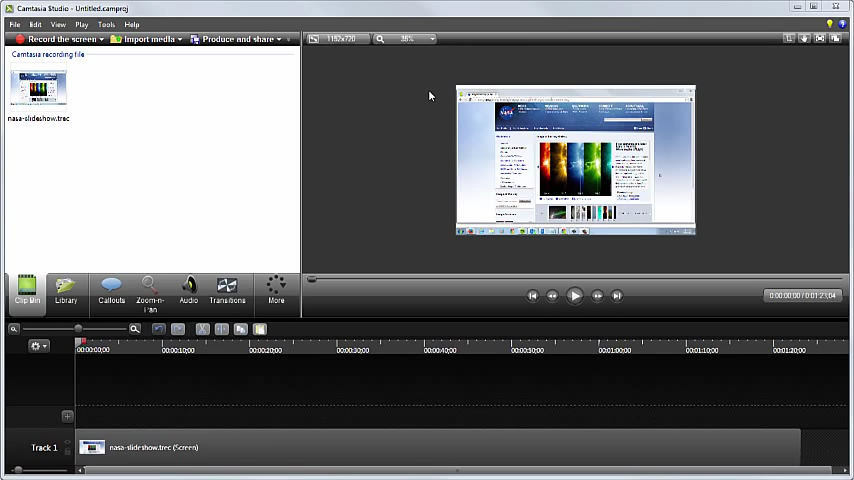 Camtasia Studio - Untitled.camproj
File Edit View Play Tools Help
Record the screen Import media Produce and share
1152x720 35%
Camtasia recording file
nasa-slideshow.trec
NASA
Clip Bin Library Callouts Zoom-n-Pan Audio Transitions More
0:00:00;00 / 0:01:23;04
00:00:00;00 00:00:10;00 00:00:20;00 00:00:30;00 00:00:40;00 00:00:50;00 00:01:00;00 00:01:10;00 00:01:20;00
Track 1 nasa-slideshow.trec (Screen)